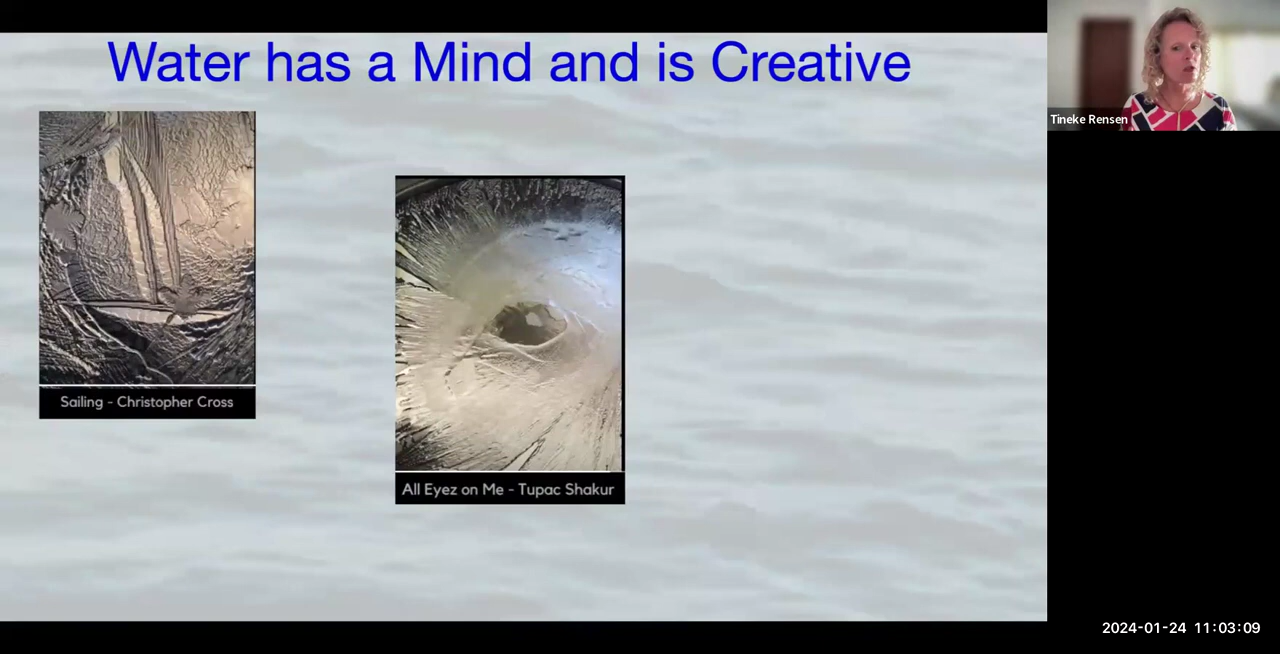 Water has a Mind and is Creative
Tineke Rensen
Sailing - Christopher Cross
All Eyez on Me - Tupac Shakur
2024-01-24 11:03:09